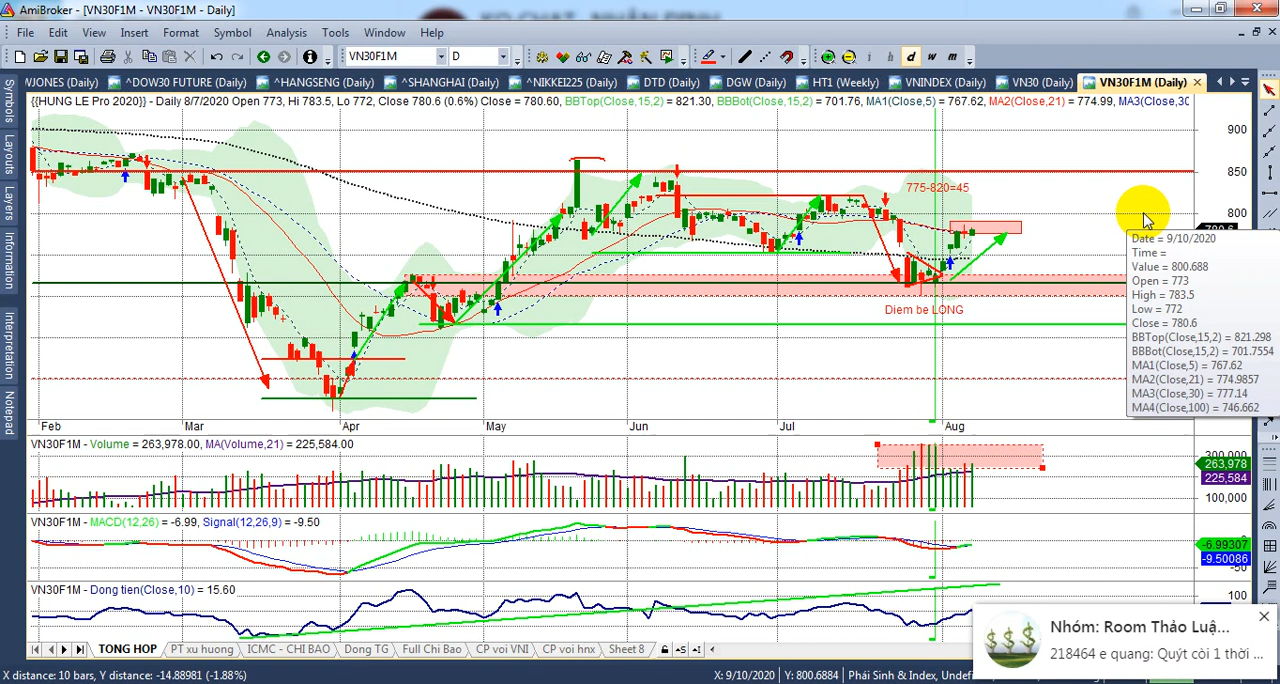 AmiBroker - [VN30F1M - VN30F1M - Daily]
File Edit View Insert Format Symbol Analysis Tools Window Help
VN30F1M D
i h d w m
WJONES (Daily) ^DOW30 FUTURE (Daily) ^HANGSENG (Daily) ^SHANGHAI (Daily) ^NIKKEI225 (Daily) DTD (Daily) DGW (Daily) HT1 (Weekly) VNINDEX (Daily) VN30 (Daily) VN30F1M (Daily)
{{HUNG LE Pro 2020}} - Daily 8/7/2020 Open 773, Hi 783.5, Lo 772, Close 780.6 (0.6%) Close = 780.60, BBTop(Close,15,2) = 821.30, BBBot(Close,15,2) = 701.76, MA1(Close,5) = 767.62, MA2(Close,21) = 774.99, MA3(Close,30
Symbols
Layouts
Layers
Information
Interpretation
Notepad
900
850
800
775-820=45
Diem be LONG
Date = 9/10/2020
Time =
Value = 800.688
Open = 773
High = 783.5
Low = 772
Close = 780.6
BBTop(Close,15,2) = 821.298
BBBot(Close,15,2) = 701.7554
MA1(Close,5) = 767.62
MA2(Close,21) = 774.9857
MA3(Close,30) = 777.14
MA4(Close,100) = 746.662
Feb Mar Apr May Jun Jul Aug
VN30F1M - Volume = 263,978.00, MA(Volume,21) = 225,584.00
263,978
225,584
100,000
VN30F1M - MACD(12,26) = -6.99, Signal(12,26,9) = -9.50
-6.99307
-9.50086
VN30F1M - Dong tien(Close,10) = 15.60
100
TONG HOP PT xu huong ICMC - CHI BAO Dong TG Full Chi Bao CP voi VNI CP voi hnx Sheet 8
Nhóm: Room Thảo Luậ...
218464 e quang: Quýt còi 1 thời ...
X distance: 10 bars, Y distance: -14.88981 (-1.88%) X: 9/10/2020 Y: 800.6884 Phái Sinh & Index, Undefi